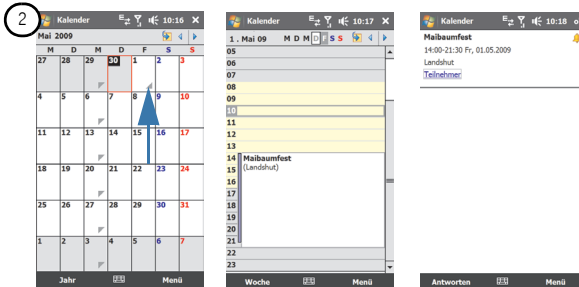 2
Kalender 10:16
Mai 2009
M D M D F S S
27 28 29 30 1 2 3
4 5 6 7 8 9 10
11 12 13 14 15 16 17
18 19 20 21 22 23 24
25 26 27 28 29 30 31
1 2 3 4 5 6 7
Jahr Menü
Kalender 10:17
1. Mai 09 M D M D F S S
05
06
07
08
09
10
11
12
13
14 Maibaumfest
15 (Landshut)
16
17
18
19
20
21
22
23
Woche Menü
Kalender 10:18
Maibaumfest
14:00-21:30 Fr, 01.05.2009
Landshut
Teilnehmer
Antworten Menü